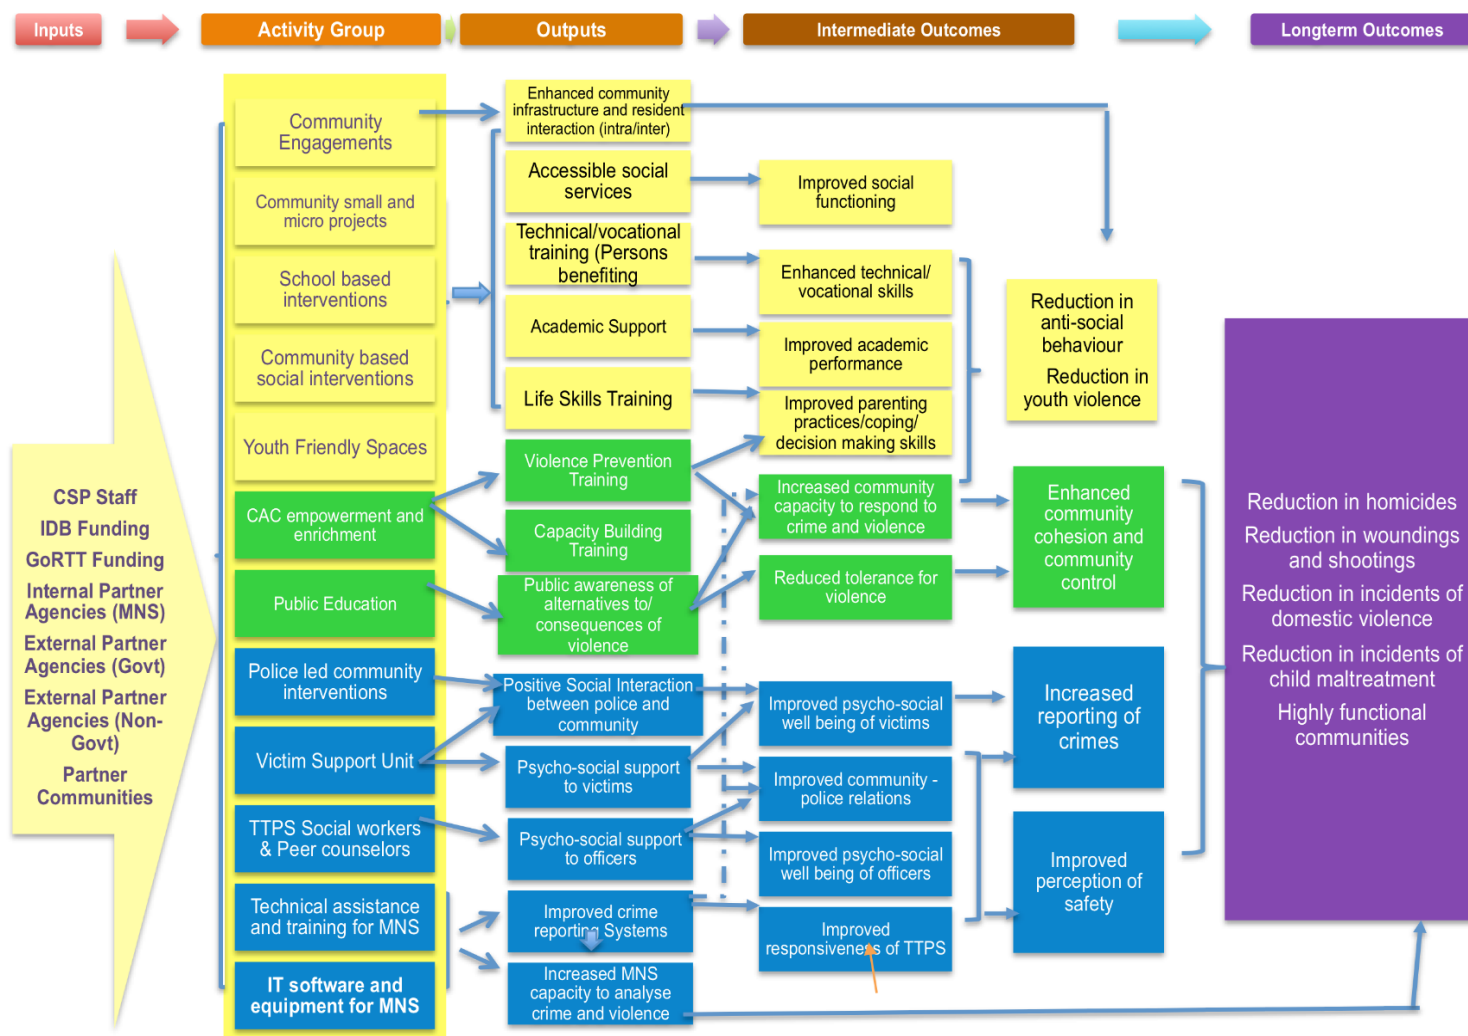 Inputs
Activity Group
Outputs
Intermediate Outcomes
Longterm Outcomes
CSP Staff
IDB Funding
GoRTT Funding
Internal Partner
Agencies (MNS)
External Partner
Agencies (Govt)
External Partner
Agencies (Non-
Govt)
Partner
Communities
Community
Engagements
Community small and
micro projects
School based
interventions
Community based
social interventions
Youth Friendly Spaces
CAC empowerment and
enrichment
Public Education
Police led community
interventions
Victim Support Unit
TTPS Social workers
& Peer counselors
Technical assistance
and training for MNS
IT software and
equipment for MNS
Enhanced community
infrastructure and resident
interaction (intra/inter)
Accessible social
services
Technical/vocational
training (Persons
benefiting
Academic Support
Life Skills Training
Violence Prevention
Training
Capacity Building
Training
Public awareness of
alternatives to/
consequences of
violence
Positive Social Interaction
between police and
community
Psycho-social support
to victims
Psycho-social support
to officers
Improved crime
reporting Systems
Increased MNS
capacity to analyse
crime and violence
Improved social
functioning
Enhanced technical/
vocational skills
Improved academic
performance
Improved parenting
practices/coping/
decision making skills
Increased community
capacity to respond to
crime and violence
Reduced tolerance for
violence
Improved psycho-social
well being of victims
Improved community -
police relations
Improved psycho-social
well being of officers
Improved
responsiveness of TTPS
Reduction in
anti-social
behaviour
Reduction in
youth violence
Enhanced
community
cohesion and
community
control
Increased
reporting of
crimes
Improved
perception of
safety
Reduction in homicides
Reduction in woundings
and shootings
Reduction in incidents of
domestic violence
Reduction in incidents of
child maltreatment
Highly functional
communities